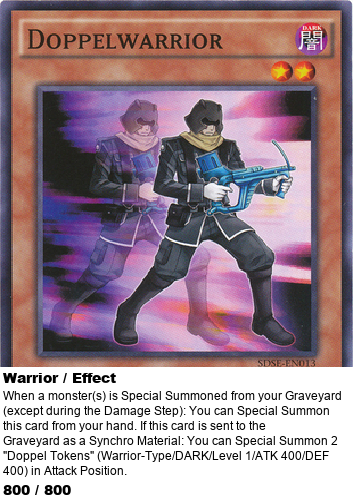 DOPPELWARRIOR
DARK
闇
SDSE-EN013
Warrior / Effect
When a monster(s) is Special Summoned from your Graveyard
(except during the Damage Step): You can Special Summon
this card from your hand. If this card is sent to the
Graveyard as a Synchro Material: You can Special Summon 2
"Doppel Tokens" (Warrior-Type/DARK/Level 1/ATK 400/DEF
400) in Attack Position.
800 / 800